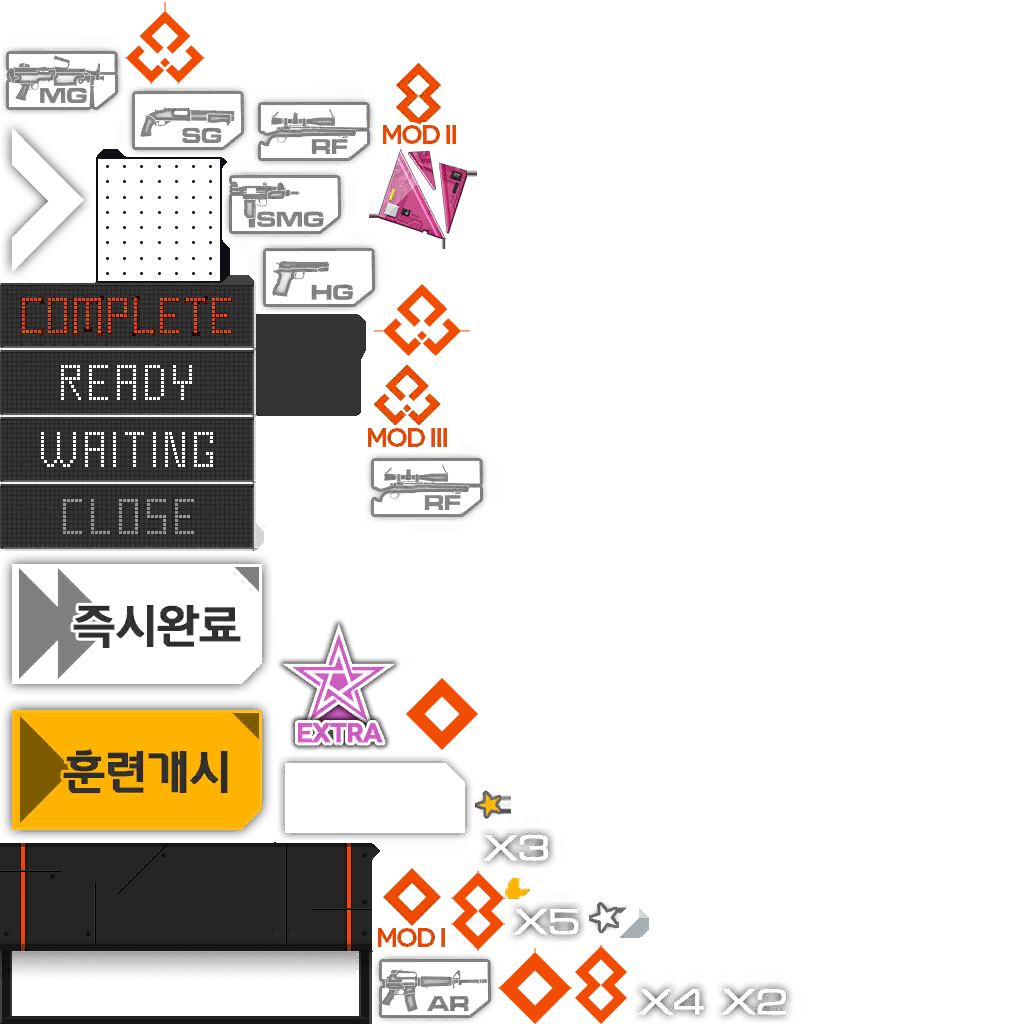 MG
SG
RF
MOD II
SMG
HG
COMPLETE
READY
MOD III
WAITING
RF
CLOSE
즉시완료
EXTRA
훈련개시
X3
X5
MOD I
AR
X4
X2